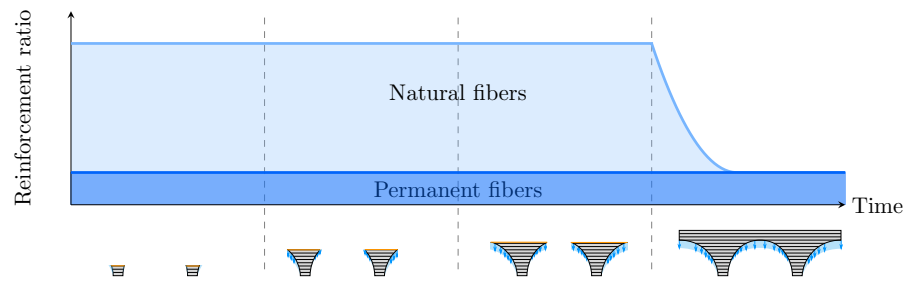 Reinforcement ratio
Natural fibers
Permanent fibers
Time